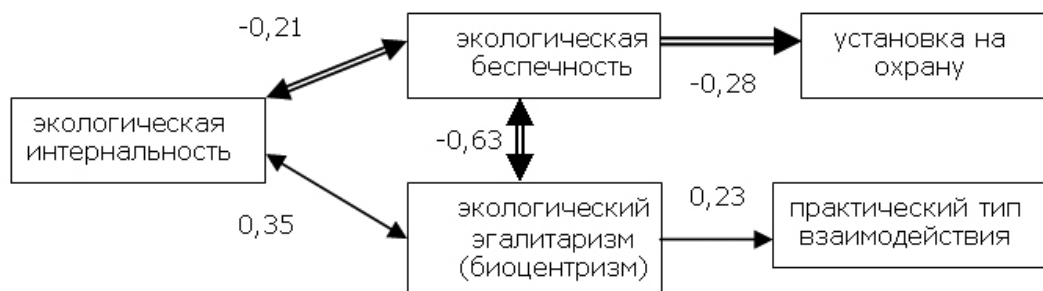 -0,21
экологическая
беспечность
-0,28
установка на
охрану
экологическая
интернальность
-0,63
0,35
экологический
эгалитаризм
(биоцентризм)
0,23
практический тип
взаимодействия